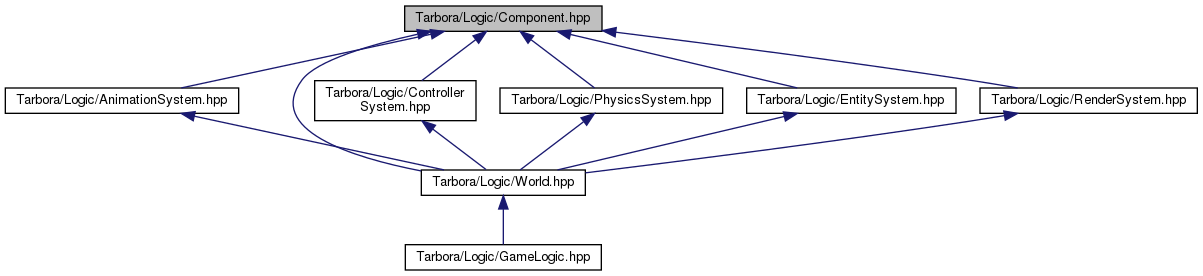 Tarbora/Logic/Component.hpp
Tarbora/Logic/AnimationSystem.hpp
Tarbora/Logic/Controller
System.hpp
Tarbora/Logic/PhysicsSystem.hpp
Tarbora/Logic/EntitySystem.hpp
Tarbora/Logic/RenderSystem.hpp
Tarbora/Logic/World.hpp
Tarbora/Logic/GameLogic.hpp